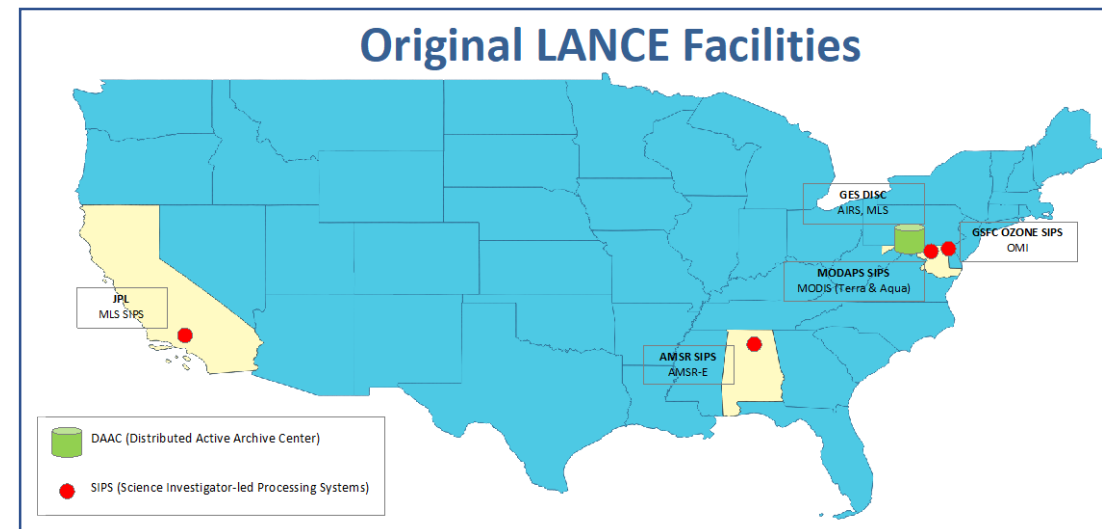 Original LANCE Facilities
GES DISC
AIRS, MLS
GSFC OZONE SIPS
OMI
MODAPS SIPS
MODIS (Terra & Aqua)
JPL
MLS SIPS
AMSR SIPS
AMSR-E
DAAC (Distributed Active Archive Center)
SIPS (Science Investigator-led Processing Systems)